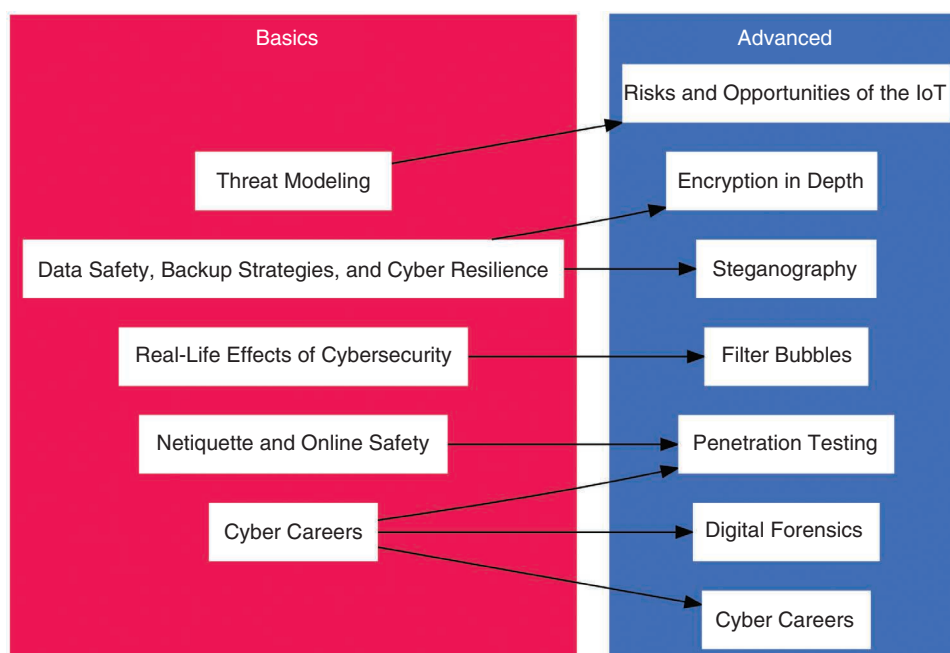 Basics
Threat Modeling
Data Safety, Backup Strategies, and Cyber Resilience
Real-Life Effects of Cybersecurity
Netiquette and Online Safety
Cyber Careers
Advanced
Risks and Opportunities of the IoT
Encryption in Depth
Steganography
Filter Bubbles
Penetration Testing
Digital Forensics
Cyber Careers